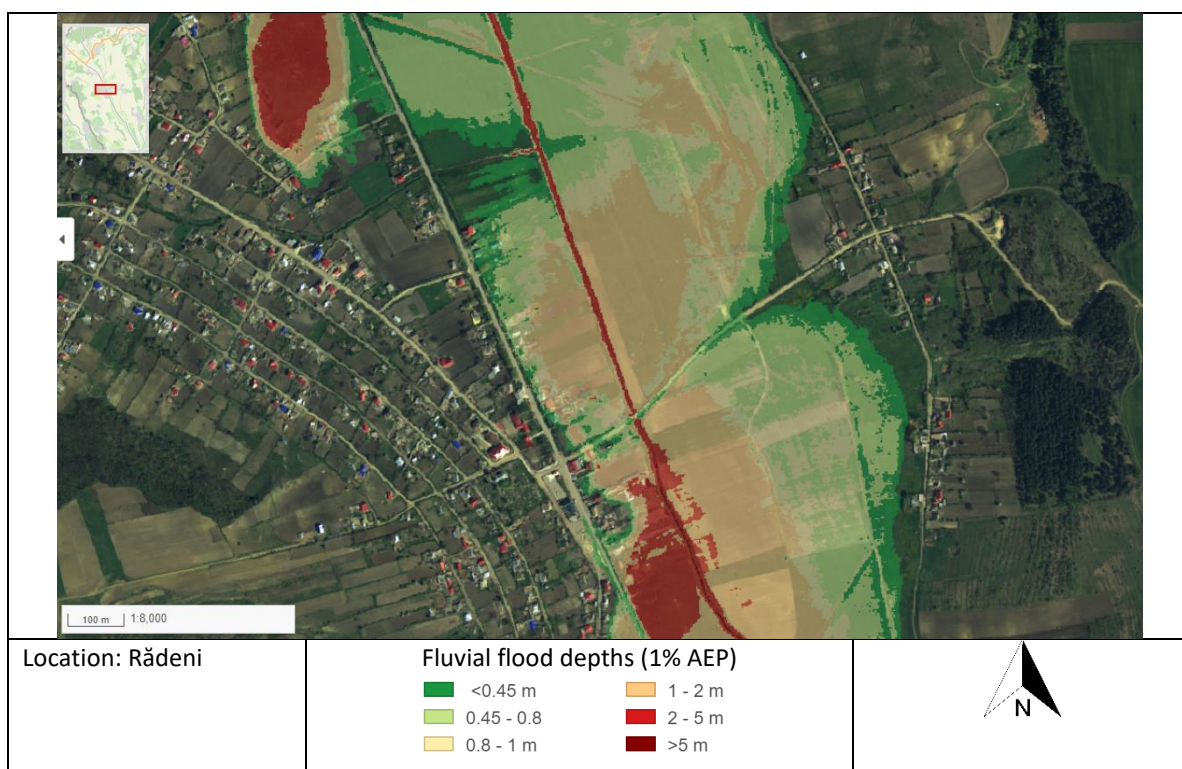 100 m 1:8,000
Location: Rădeni
Fluvial flood depths (1% AEP)
<0.45 m
0.45 - 0.8
0.8 - 1 m
1 - 2 m
2 - 5 m
>5 m
N